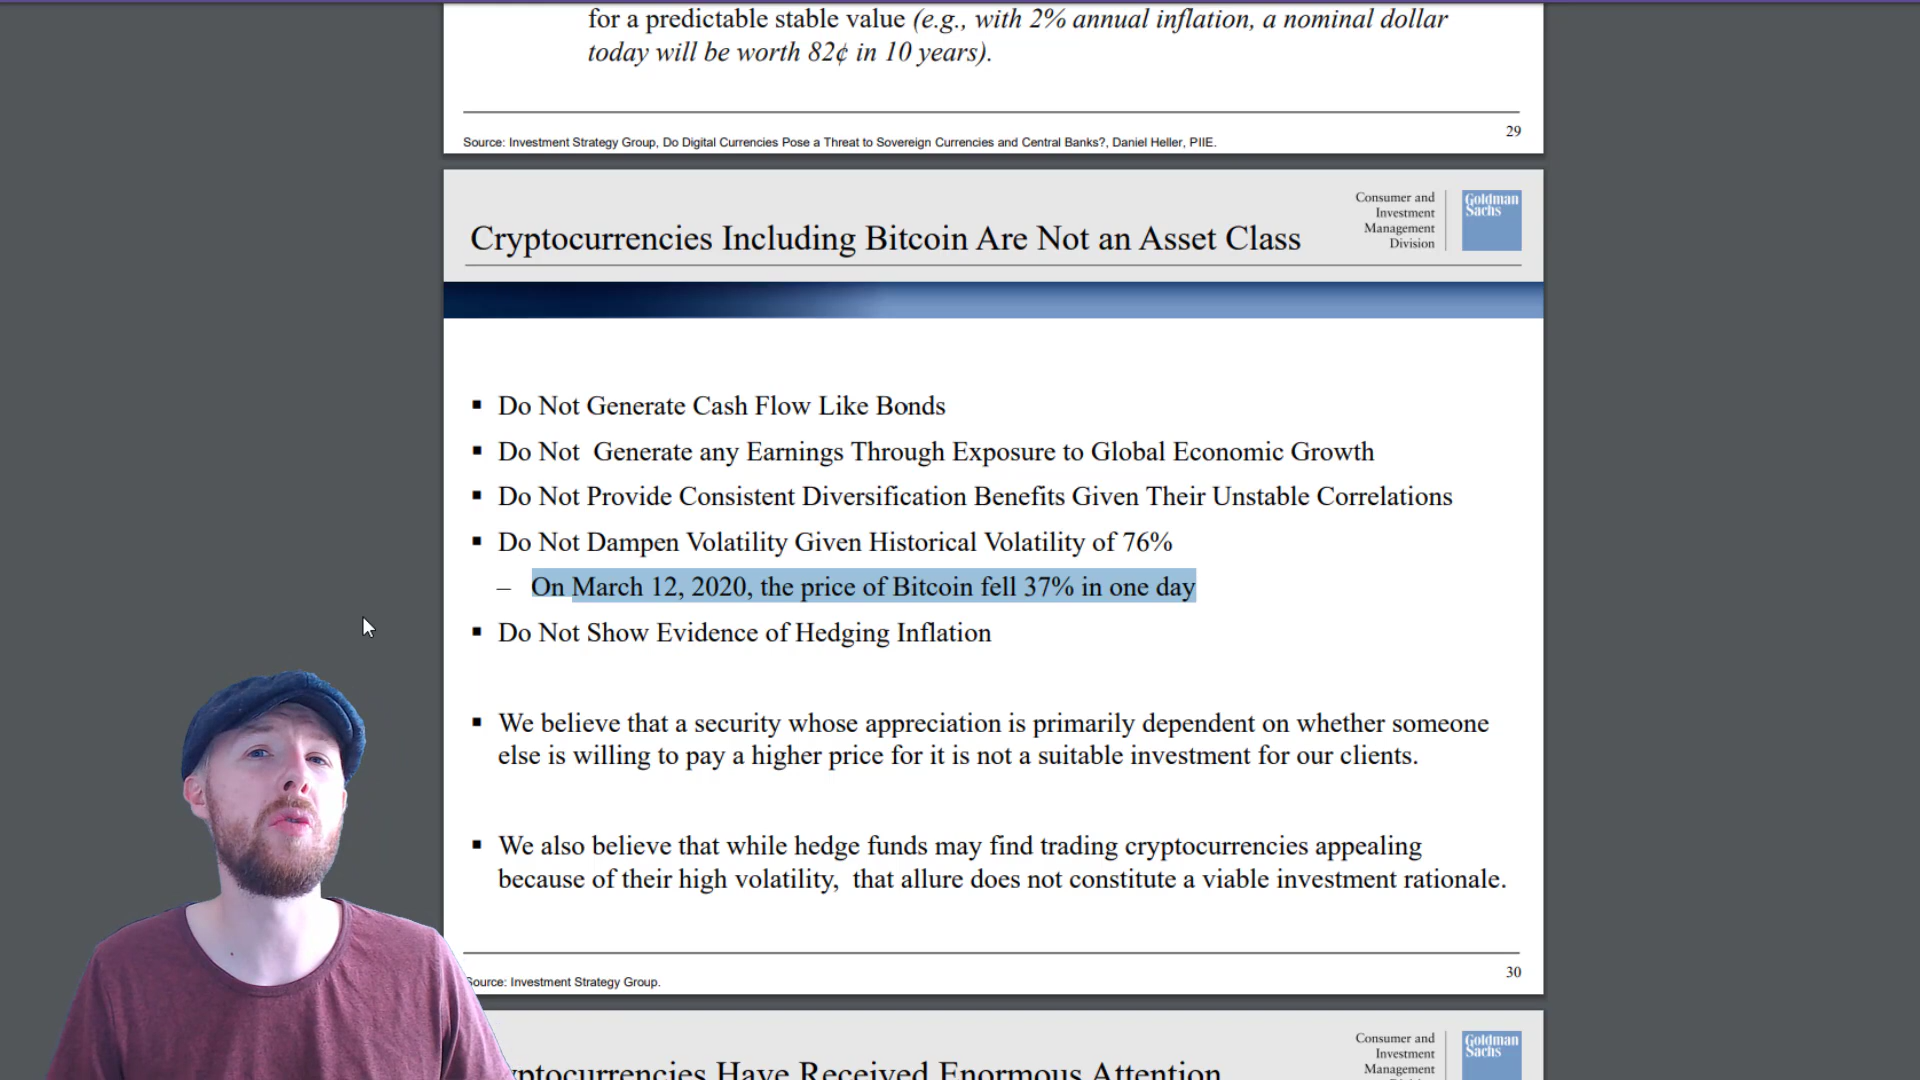 for a predictable stable value (e.g., with 2% annual inflation, a nominal dollar
today will be worth 82¢ in 10 years).
Source: Investment Strategy Group, Do Digital Currencies Pose a Threat to Sovereign Currencies and Central Banks?, Daniel Heller, PIIE.
29
Cryptocurrencies Including Bitcoin Are Not an Asset Class
Consumer and
Investment
Management
Division
Goldman
Sachs
▪ Do Not Generate Cash Flow Like Bonds
▪ Do Not  Generate any Earnings Through Exposure to Global Economic Growth
▪ Do Not Provide Consistent Diversification Benefits Given Their Unstable Correlations
▪ Do Not Dampen Volatility Given Historical Volatility of 76%
– On March 12, 2020, the price of Bitcoin fell 37% in one day
▪ Do Not Show Evidence of Hedging Inflation
▪ We believe that a security whose appreciation is primarily dependent on whether someone
else is willing to pay a higher price for it is not a suitable investment for our clients.
▪ We also believe that while hedge funds may find trading cryptocurrencies appealing
because of their high volatility,  that allure does not constitute a viable investment rationale.
Source: Investment Strategy Group.
30
Consumer and
Investment
Management
Goldman
Sachs
yptocurrencies Have Received Enormous Attention